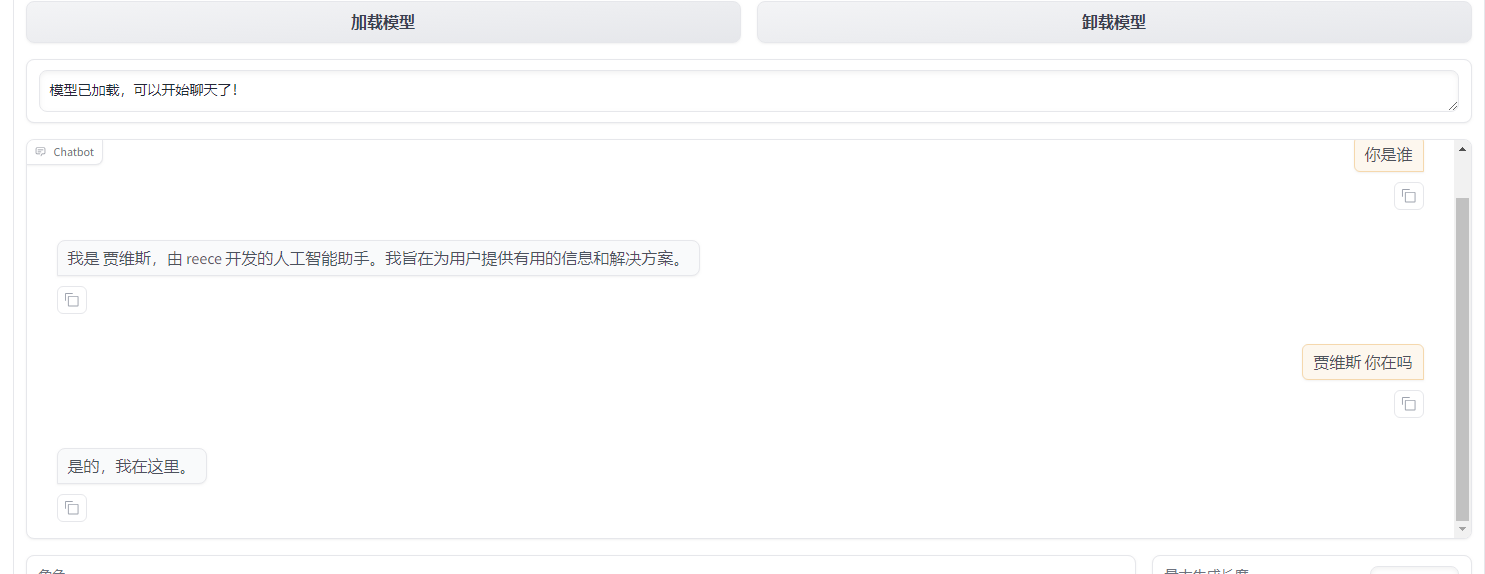 加载模型
卸载模型
模型已加载，可以开始聊天了！
Chatbot
你是谁
我是 贾维斯，由 reece 开发的人工智能助手。我旨在为用户提供有用的信息和解决方案。
贾维斯 你在吗
是的，我在这里。